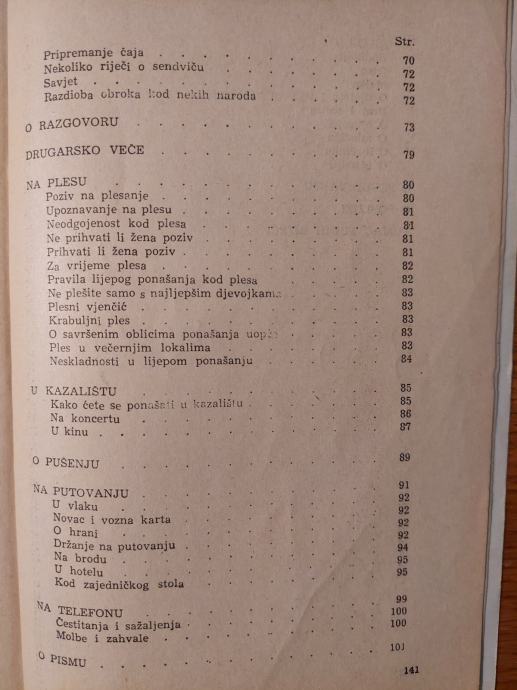 Str.
Pripremanje čaja . . . . . . . . 70
Nekoliko riječi o sendviču . . . . . . 72
Savjet . . . . . . . . . . 72
Razdioba obroka kod nekih naroda . . . . . 72
O RAZGOVORU . . . . . . . . . 73
DRUGARSKO VEČE . . . . . . . . 79
NA PLESU . . . . . . . . . . 80
Poziv na plesanje . . . . . . . . 80
Upoznavanje na plesu . . . . . . . 81
Neodgojenost kod plesa . . . . . . . 81
Ne prihvati li žena poziv . . . . . . . 81
Prihvati li žena poziv . . . . . . . . 81
Za vrijeme plesa . . . . . . . . 82
Pravila lijepog ponašanja kod plesa . . . . . 82
Ne plešite samo s najljepšim djevojkama . . . . 83
Plesni vjenčić . . . . . . . . . 83
Krabuljni ples . . . . . . . . . 83
O savršenim oblicima ponašanja uopće . . . . 83
Ples u večernjim lokalima . . . . . . 83
Neskladnosti u lijepom ponašanju . . . . . 84
U KAZALIŠTU . . . . . . . . . 85
Kako ćete se ponašati u kazalištu . . . . . 85
Na koncertu . . . . . . . . . 86
U kinu . . . . . . . . . . 87
O PUŠENJU . . . . . . . . . . 89
NA PUTOVANJU . . . . . . . . . 91
U vlaku . . . . . . . . . . 92
Novac i vozna karta . . . . . . . . 92
O hrani . . . . . . . . . . 92
Držanje na putovanju . . . . . . . 92
Na brodu . . . . . . . . . 94
U hotelu . . . . . . . . . 95
Kod zajedničkog stola . . . . . . . 95
NA TELEFONU . . . . . . . . . 99
Čestitanja i sažaljenja . . . . . . . 100
Molbe i zahvale . . . . . . . . 100
O PISMU . . . . . . . . . . 101
141